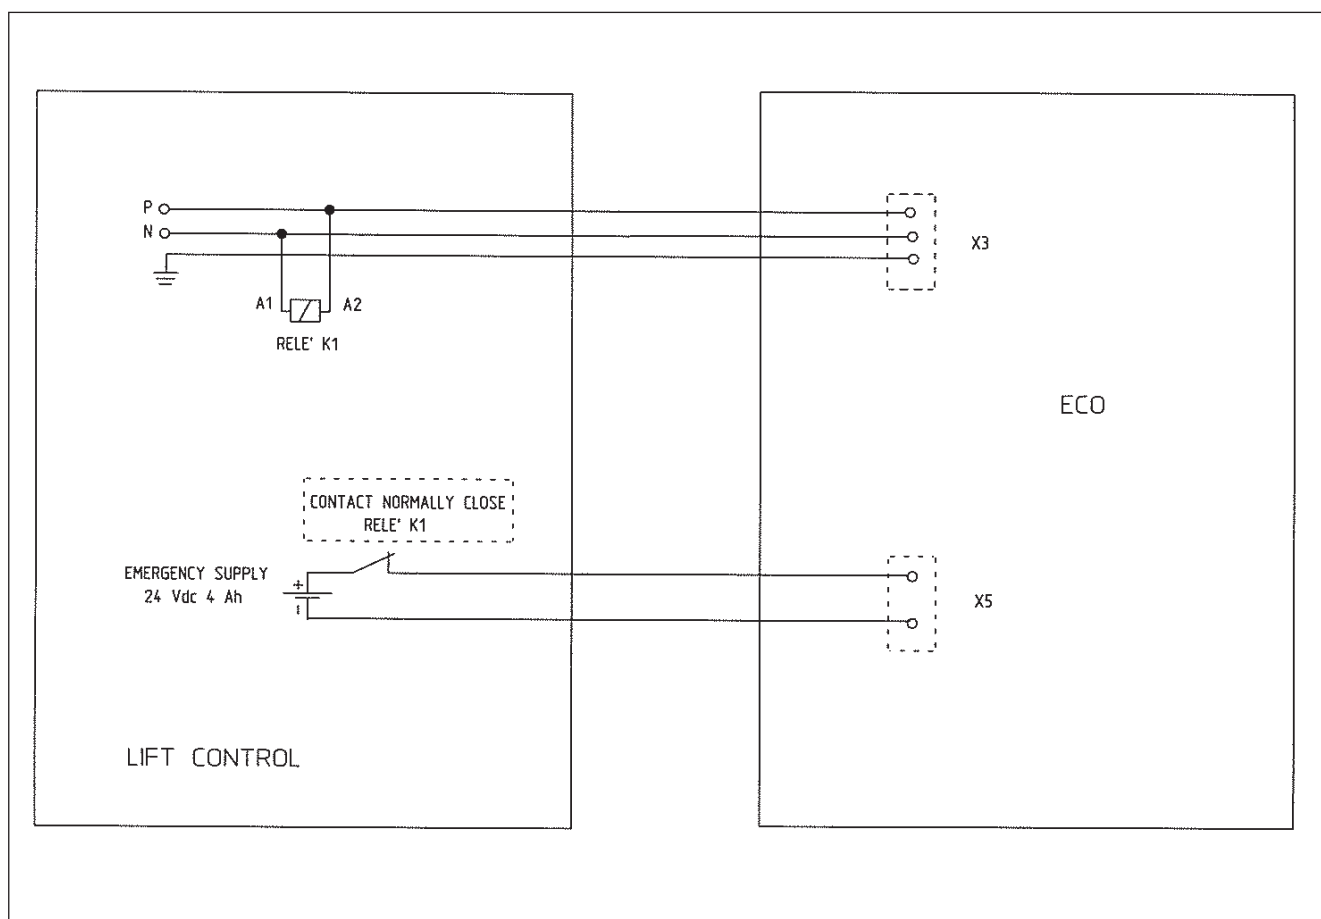 P
N
X3
A1 A2
RELE' K1
ECO
CONTACT NORMALLY CLOSE
RELE' K1
EMERGENCY SUPPLY
24 Vdc 4 Ah
+
-
X5
LIFT CONTROL